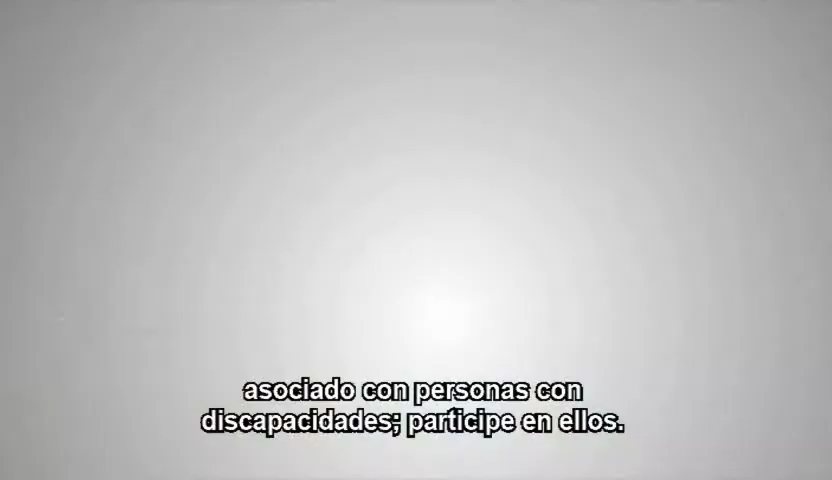 asociado con personas con
discapacidades; participe en ellos.